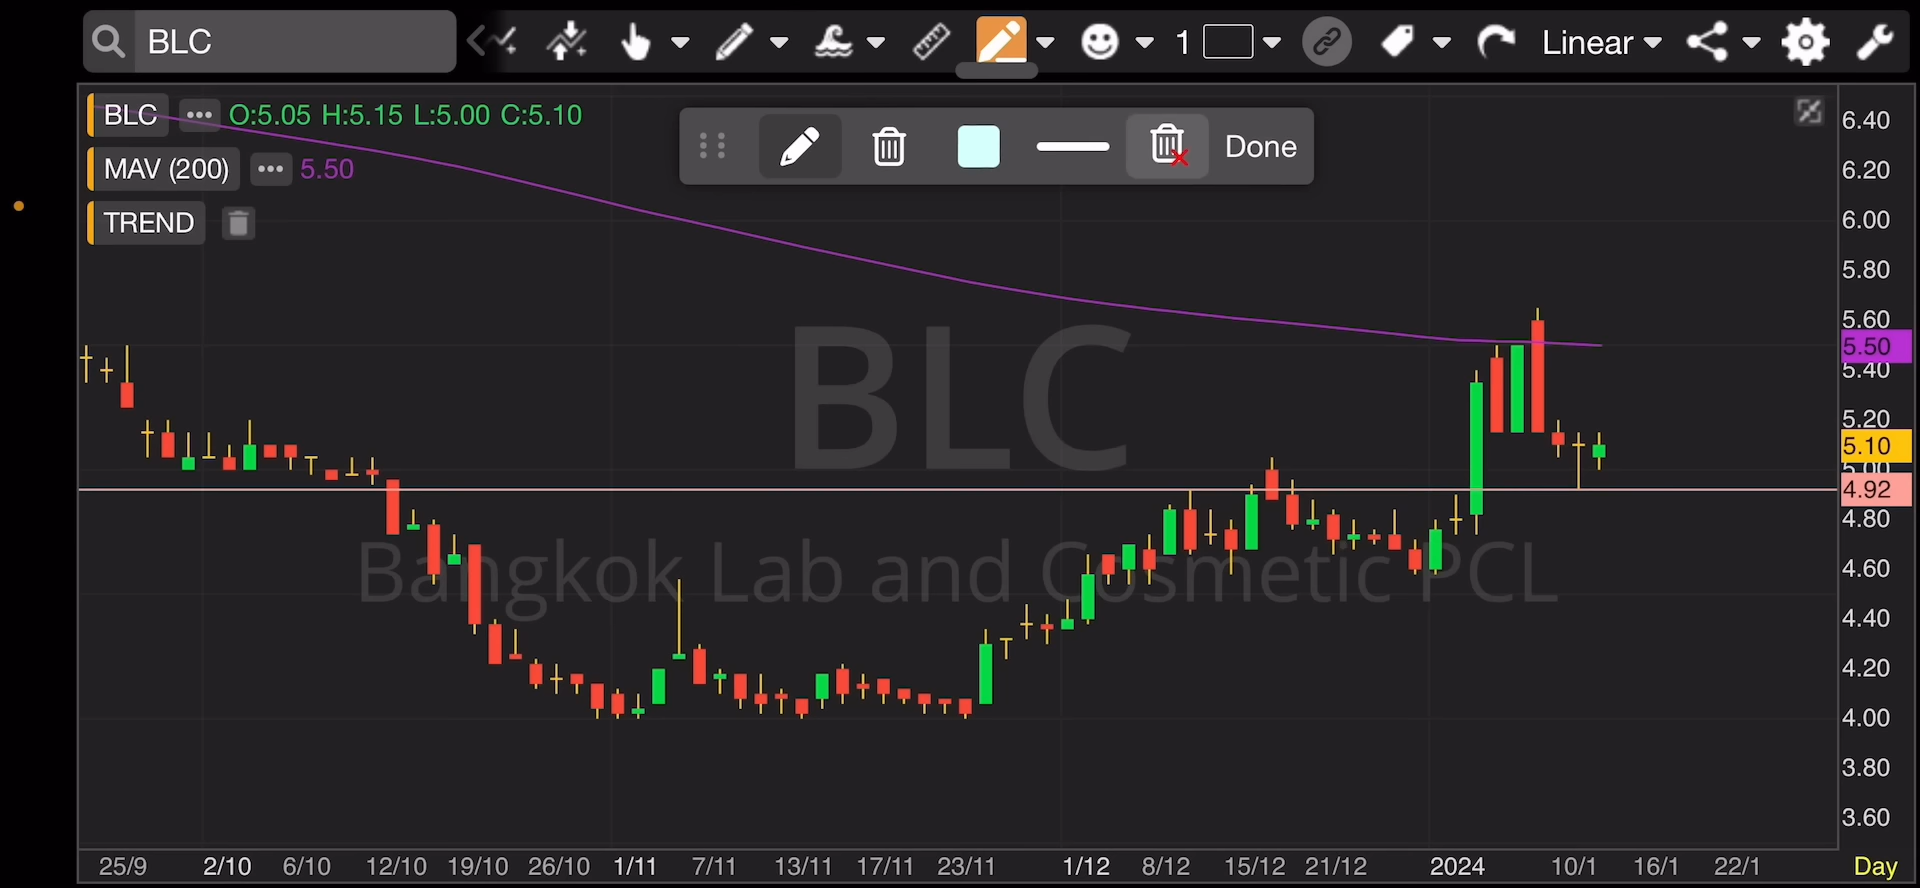 BLC
1
Linear
BLC O:5.05 H:5.15 L:5.00 C:5.10
MAV (200) 5.50
TREND
Done
6.40
6.20
6.00
5.80
5.60
5.50
5.40
5.20
5.10
5.00
4.92
4.80
4.60
4.40
4.20
4.00
3.80
3.60
BLC
Bangkok Lab and Cosmetic PCL
25/9 2/10 6/10 12/10 19/10 26/10 1/11 7/11 13/11 17/11 23/11 1/12 8/12 15/12 21/12 2024 10/1 16/1 22/1 Day